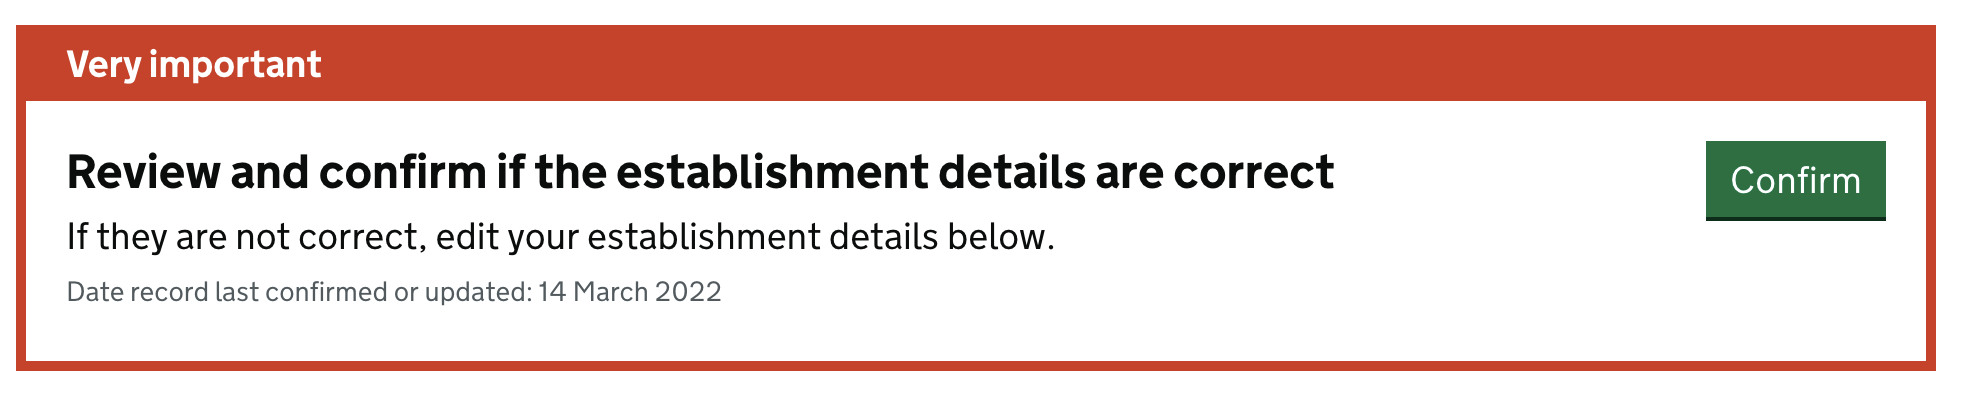 Very important
Review and confirm if the establishment details are correct
Confirm
If they are not correct, edit your establishment details below.
Date record last confirmed or updated: 14 March 2022